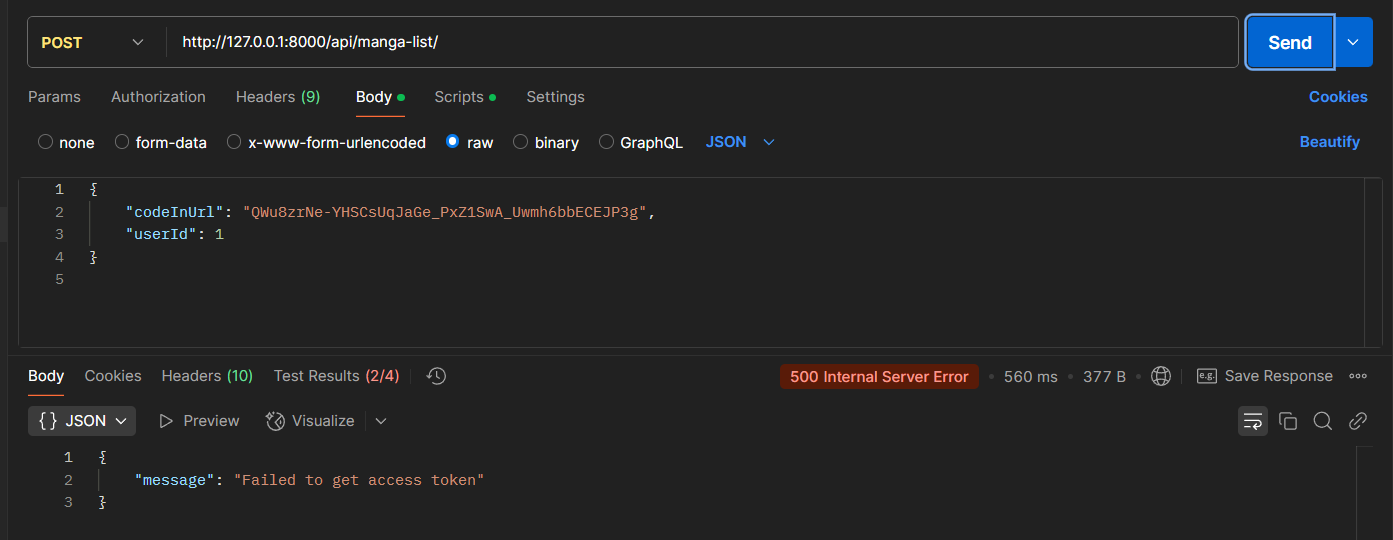 POST http://127.0.0.1:8000/api/manga-list/ Send
Params Authorization Headers (9) Body Scripts Settings Cookies
none form-data x-www-form-urlencoded raw binary GraphQL JSON Beautify
1 {
2 "codeInUrl": "QWu8zrNe-YHSCsUqJaGe_PxZ1SwA_Uwmh6bbECEJP3g",
3 "userId": 1
4 }
5
Body Cookies Headers (10) Test Results (2/4) 500 Internal Server Error • 560 ms • 377 B • e.g. Save Response
{} JSON Preview Visualize
1 {
2 "message": "Failed to get access token"
3 }